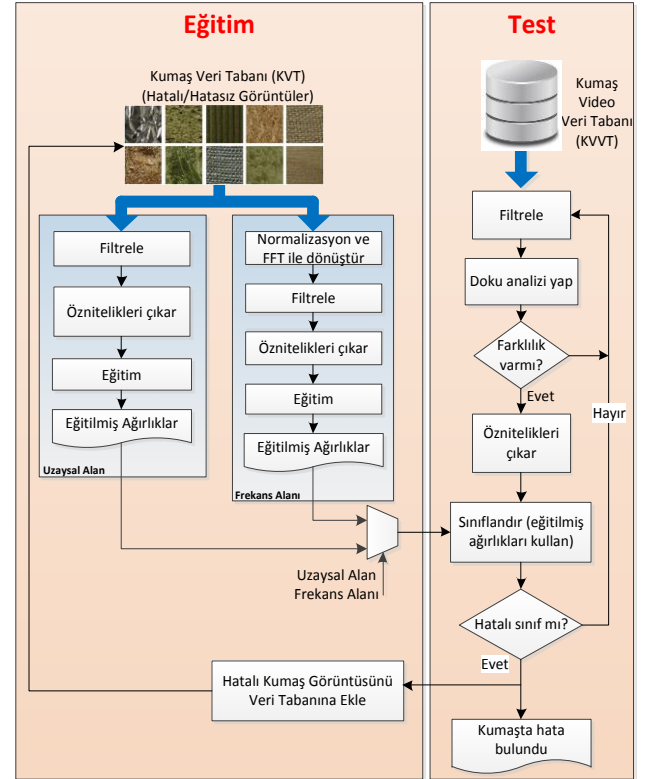 Eğitim
Kumaş Veri Tabanı (KVT)
(Hatalı/Hatasız Görüntüler)
Filtrele
Öznitelikleri çıkar
Eğitim
Eğitilmiş Ağırlıklar
Uzaysal Alan
Normalizasyon ve
FFT ile dönüştür
Filtrele
Öznitelikleri çıkar
Eğitim
Eğitilmiş Ağırlıklar
Frekans Alanı
Uzaysal Alan
Frekans Alanı
Hatalı Kumaş Görüntüsünü
Veri Tabanına Ekle
Test
Kumaş
Video
Veri Tabanı
(KVVT)
Filtrele
Doku analizi yap
Farklılık
varmı?
Evet
Hayır
Öznitelikleri
çıkar
Sınıflandır (eğitilmiş
ağırlıkları kullan)
Hatalı sınıf mı?
Evet
Kumaşta hata
bulundu